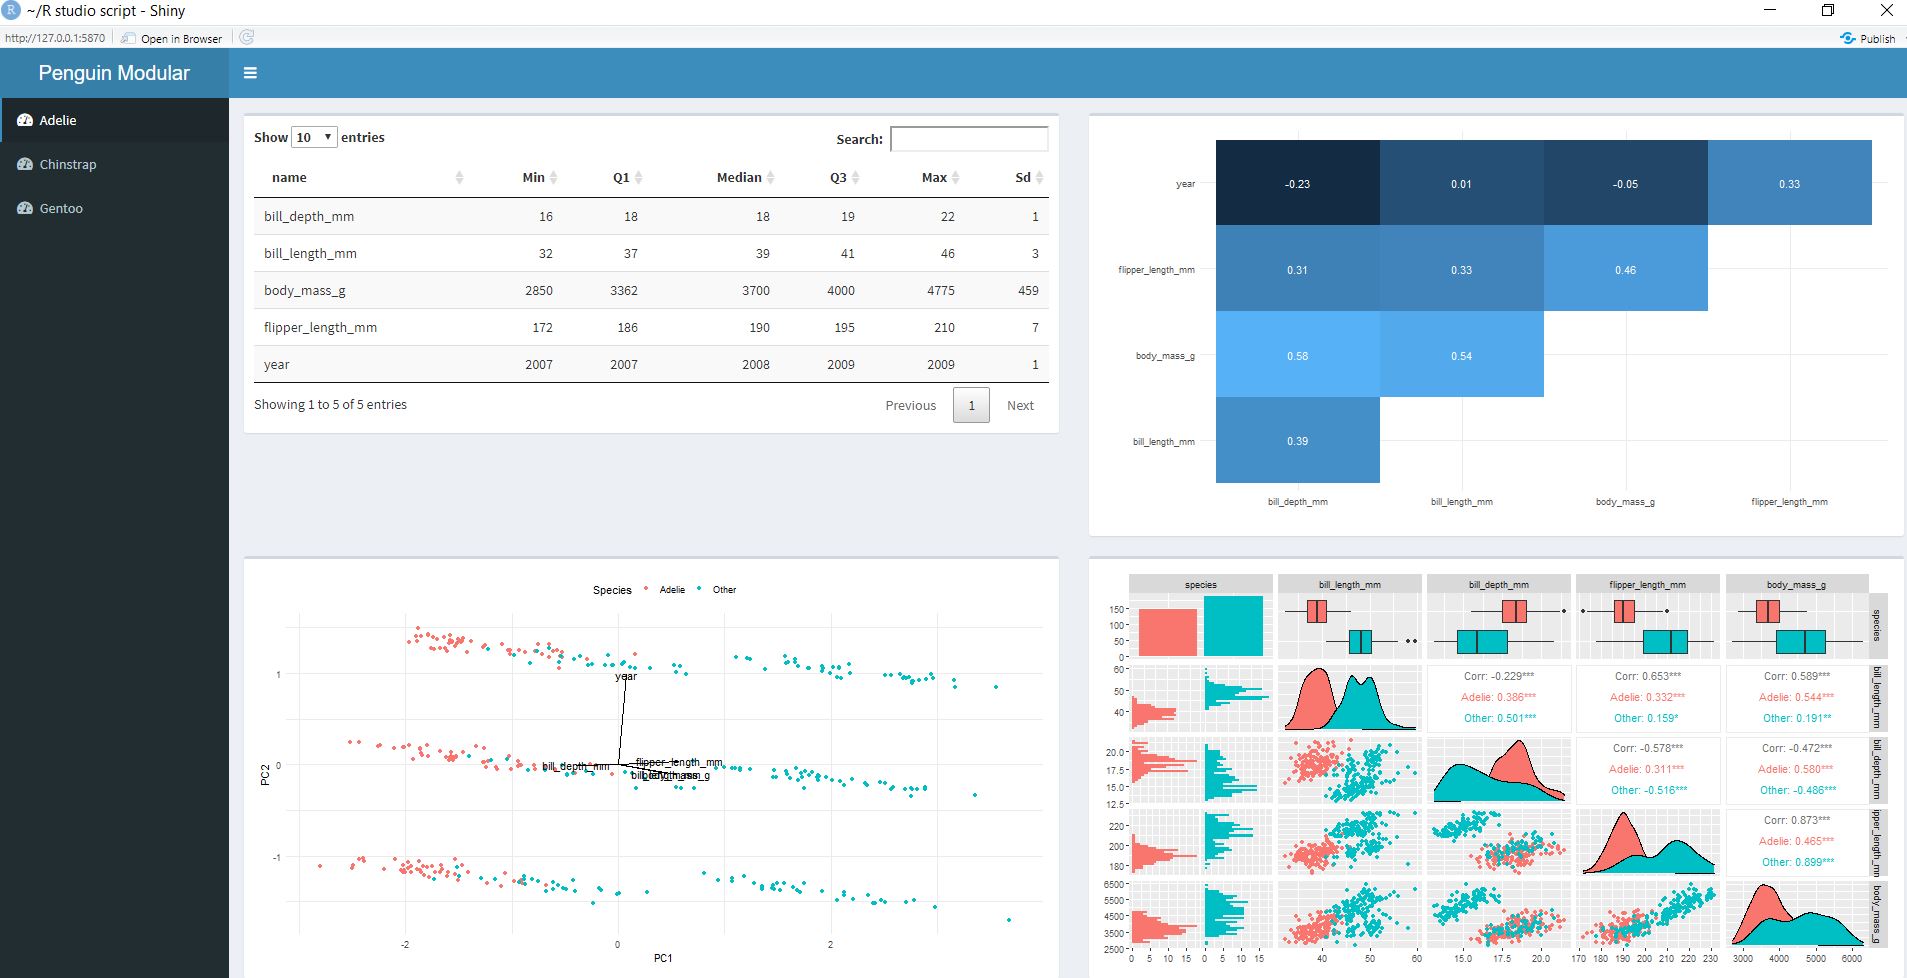 ~/R studio script - Shiny
http://127.0.0.1:5870 Open in Browser Publish
Penguin Modular
Adelie
Chinstrap
Gentoo
Show 10 entries Search:
name Min Q1 Median Q3 Max Sd
bill_depth_mm 16 18 18 19 22 1
bill_length_mm 32 37 39 41 46 3
body_mass_g 2850 3362 3700 4000 4775 459
flipper_length_mm 172 186 190 195 210 7
year 2007 2007 2008 2009 2009 1
Showing 1 to 5 of 5 entries Previous 1 Next
year -0.23 0.01 -0.05 0.33
flipper_length_mm 0.31 0.33 0.46
body_mass_g 0.58 0.54
bill_length_mm 0.39
bill_depth_mm bill_length_mm body_mass_g flipper_length_mm
Species Adelie Other
year
1
0
-1
PC2
bill_depth_mm
flipper_length_mm
body_mass_g
-2 0 2
PC1
species bill_length_mm bill_depth_mm flipper_length_mm body_mass_g
150
100
50
0
species
60
50
40
Corr: -0.229*** Corr: 0.653*** Corr: 0.589***
Adelie: 0.386*** Adelie: 0.332*** Adelie: 0.544***
Other: 0.501*** Other: 0.159* Other: 0.191**
bill_length_mm
20.0
17.5
15.0
12.5
Corr: -0.578*** Corr: -0.472***
Adelie: 0.311*** Adelie: 0.580***
Other: -0.516*** Other: -0.486***
bill_depth_mm
220
200
180
Corr: 0.873***
Adelie: 0.465***
Other: 0.899***
ipper_length_mm
6500
5500
4500
3500
2500
body_mass_g
0 5 10 15 0 5 10 15 40 50 60 15.0 17.5 20.0 170 180 190 200 210 220 230 3000 4000 5000 6000